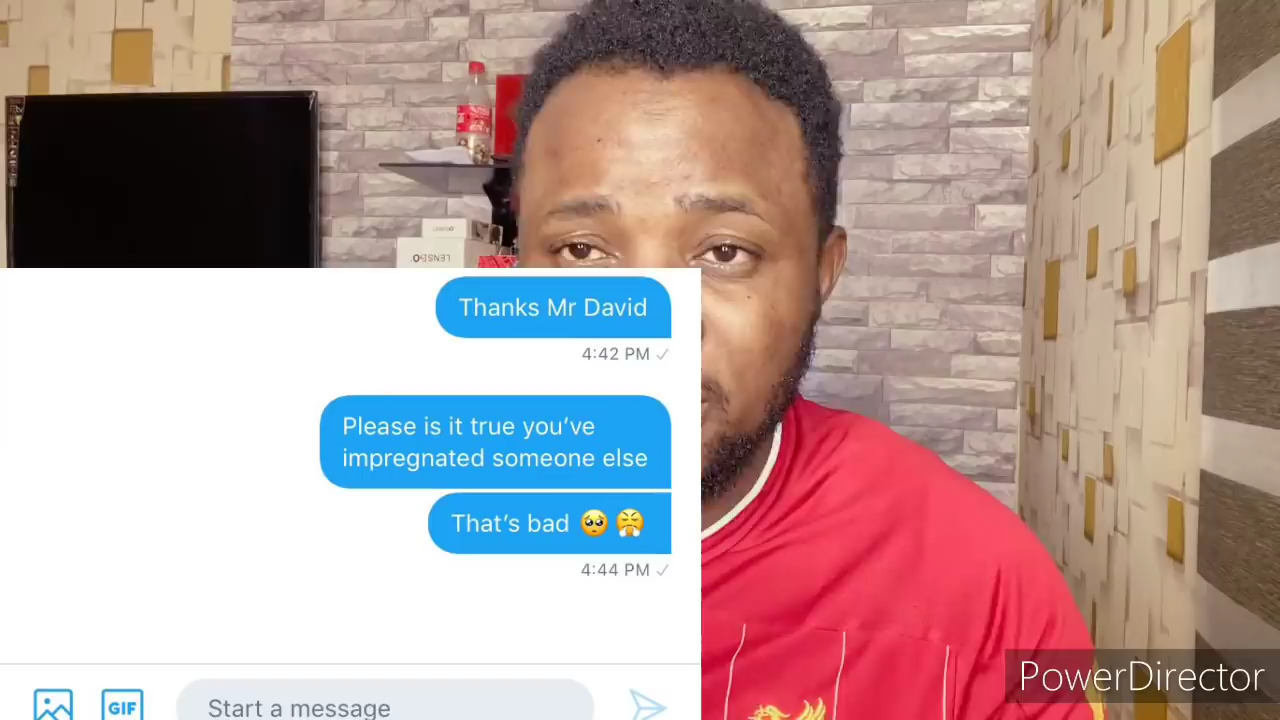 Thanks Mr David
4:42 PM
Please is it true you've
impregnated someone else
That's bad 🥺 😤
4:44 PM
GIF
Start a message
PowerDirector